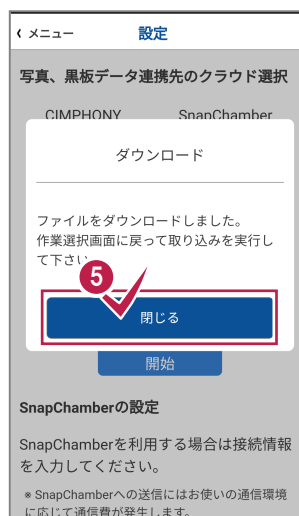 ‹ メニュー 設定
写真、黒板データ連携先のクラウド選択
CIMPHONY SnapChamber
ダウンロード
ファイルをダウンロードしました。
作業選択画面に戻って取り込みを実行し
て下さい
5
閉じる
開始
SnapChamberの設定
SnapChamberを利用する場合は接続情報
を入力してください。
※ SnapChamberへの送信にはお使いの通信環境
に応じて通信費が発生します。